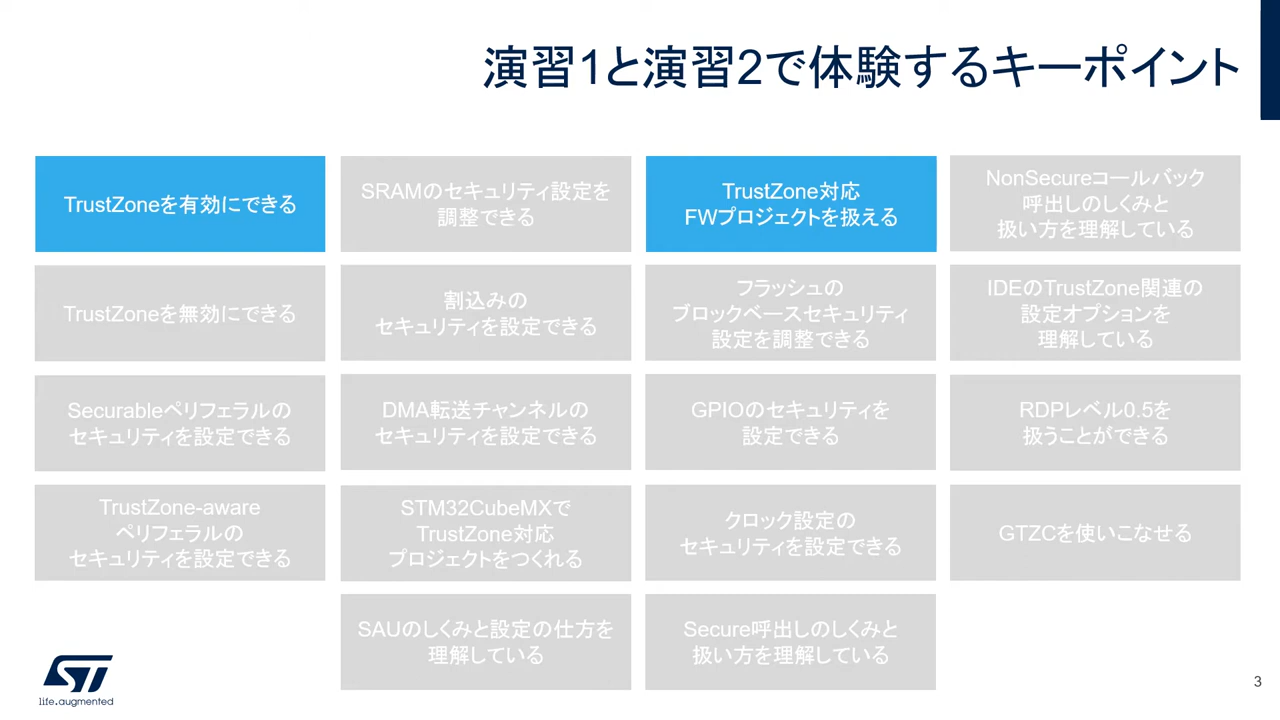 演習1と演習2で体験するキーポイント
TrustZoneを有効にできる
SRAMのセキュリティ設定を
調整できる
TrustZone対応
FWプロジェクトを扱える
NonSecureコールバック
呼出しのしくみと
扱い方を理解している
TrustZoneを無効にできる
割込みの
セキュリティを設定できる
フラッシュの
ブロックベースセキュリティ
設定を調整できる
IDEのTrustZone関連の
設定オプションを
理解している
Securableペリフェラルの
セキュリティを設定できる
DMA転送チャンネルの
セキュリティを設定できる
GPIOのセキュリティを
設定できる
RDPレベル0.5を
扱うことができる
TrustZone-aware
ペリフェラルの
セキュリティを設定できる
STM32CubeMXで
TrustZone対応
プロジェクトをつくれる
クロック設定の
セキュリティを設定できる
GTZCを使いこなせる
SAUのしくみと設定の仕方を
理解している
Secure呼出しのしくみと
扱い方を理解している
ST
life.augmented
3